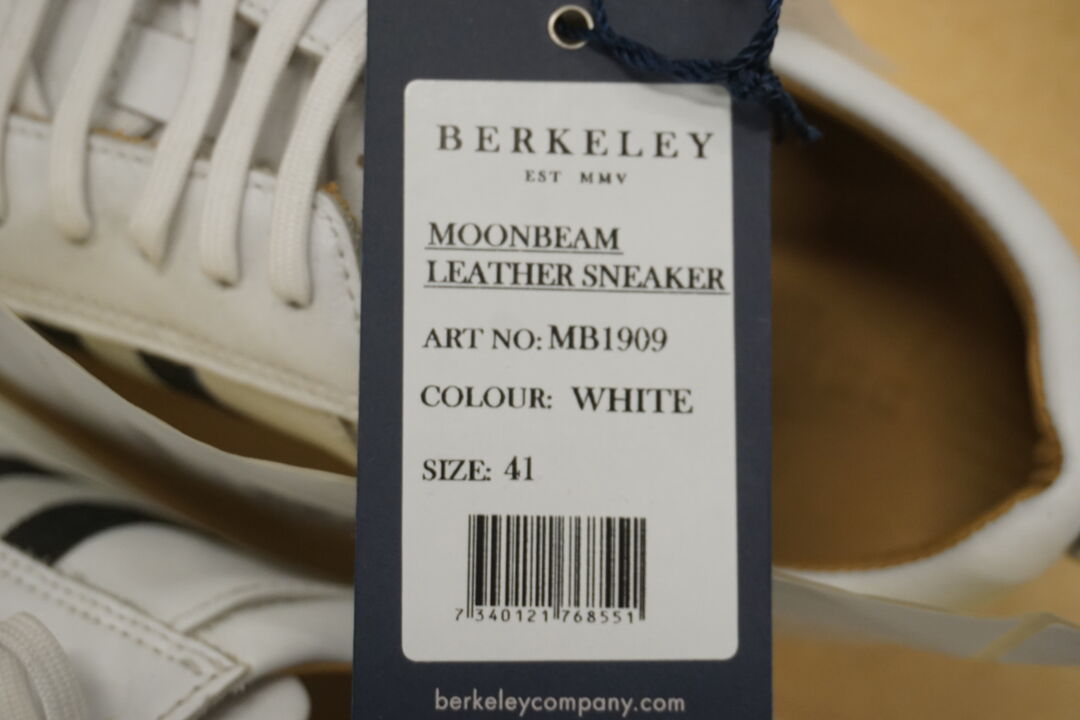 BERKELEY
EST MMV
MOONBEAM
LEATHER SNEAKER
ART NO: MB1909
COLOUR: WHITE
SIZE: 41
7 340121 768551
berkeleycompany.com